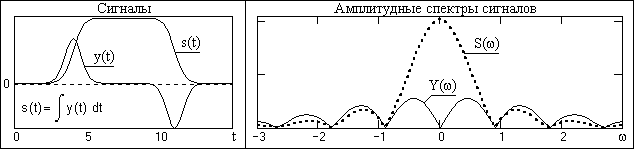 Сигналы
s(t)
y(t)
0
s(t) = ∫ y(t) dt
0 5 10 t
Амплитудные спектры сигналов
S(ω)
Y(ω)
−3 −2 −1 0 1 2 ω